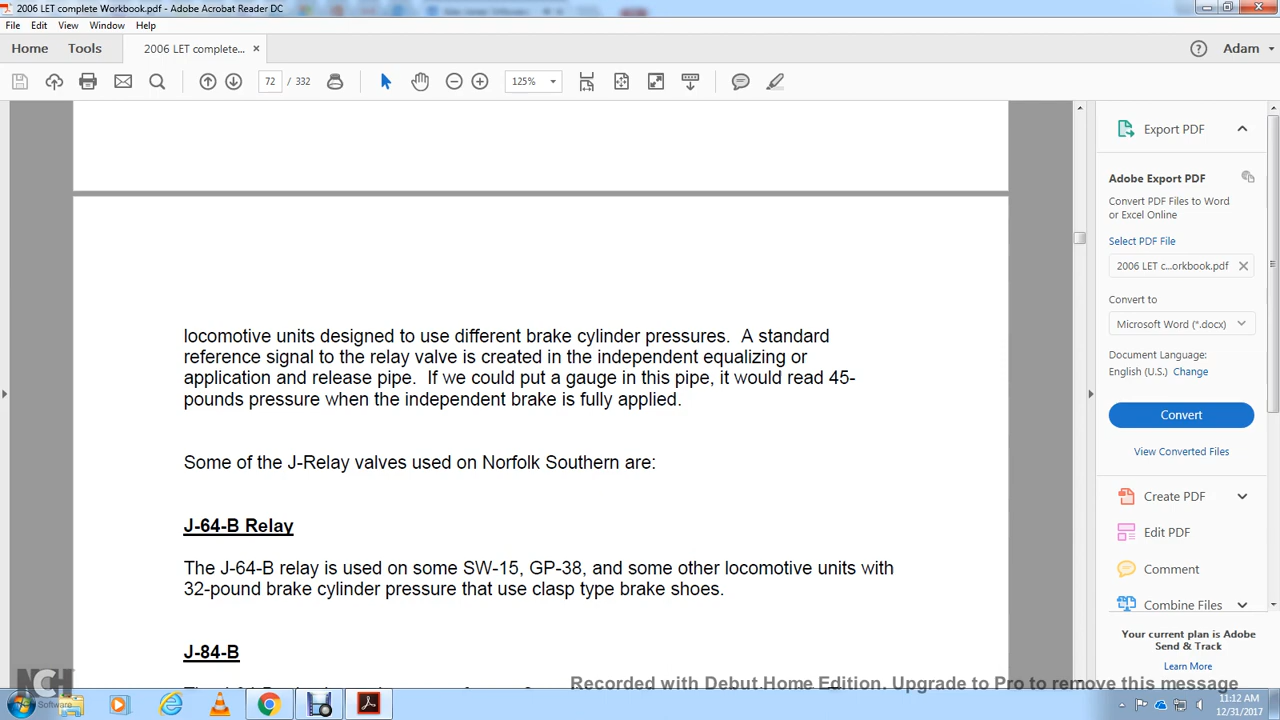 2006 LET complete Workbook.pdf - Adobe Acrobat Reader DC
File Edit View Window Help
Home Tools 2006 LET complete... × Adam
72 / 332 125%
locomotive units designed to use different brake cylinder pressures. A standard
reference signal to the relay valve is created in the independent equalizing or
application and release pipe. If we could put a gauge in this pipe, it would read 45-
pounds pressure when the independent brake is fully applied.
Some of the J-Relay valves used on Norfolk Southern are:
J-64-B Relay
The J-64-B relay is used on some SW-15, GP-38, and some other locomotive units with
32-pound brake cylinder pressure that use clasp type brake shoes.
J-84-B
Export PDF
Adobe Export PDF
Convert PDF Files to Word
or Excel Online
Select PDF File
2006 LET c...orkbook.pdf
Convert to
Microsoft Word (*.docx)
Document Language:
English (U.S.) Change
Convert
View Converted Files
Create PDF
Edit PDF
Comment
Combine Files
Your current plan is Adobe
Send & Track
Learn More
Recorded with Debut Home Edition. Upgrade to Pro to remove this message
NCH
Software
11:12 AM
12/31/2017